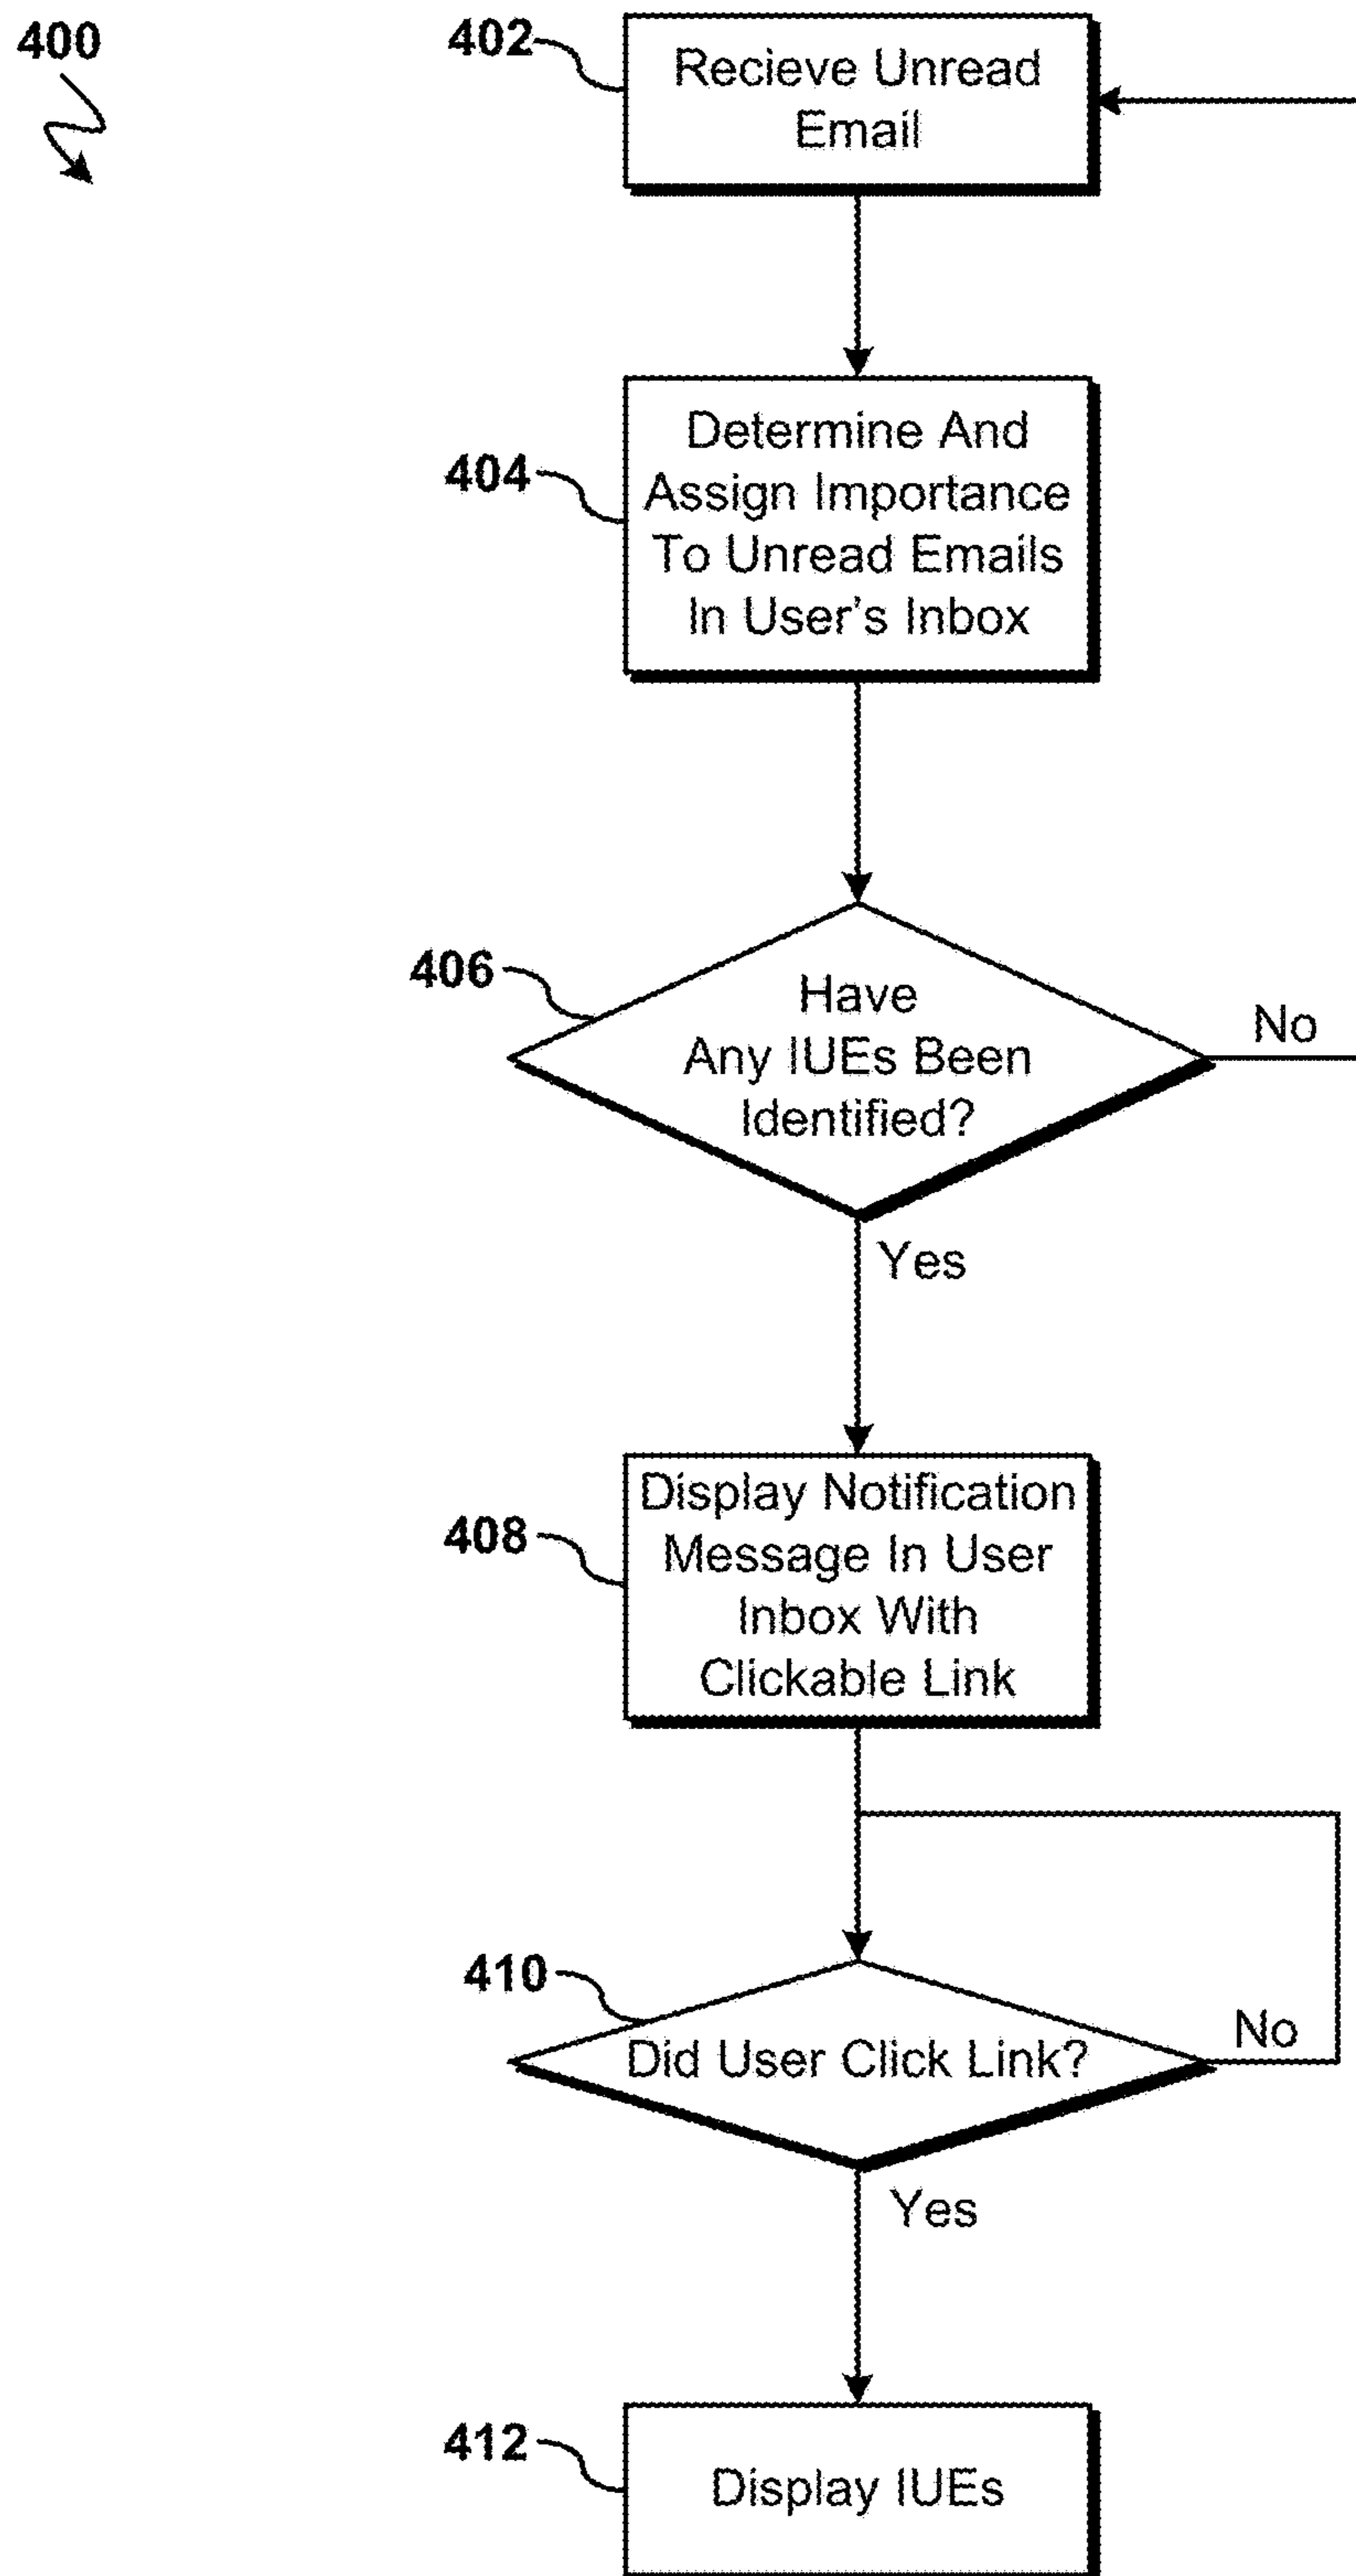 400
402
Recieve Unread
Email
404
Determine And
Assign Importance
To Unread Emails
In User's Inbox
406
Have
Any IUEs Been
Identified?
No
Yes
408
Display Notification
Message In User
Inbox With
Clickable Link
410
Did User Click Link?
No
Yes
412
Display IUEs